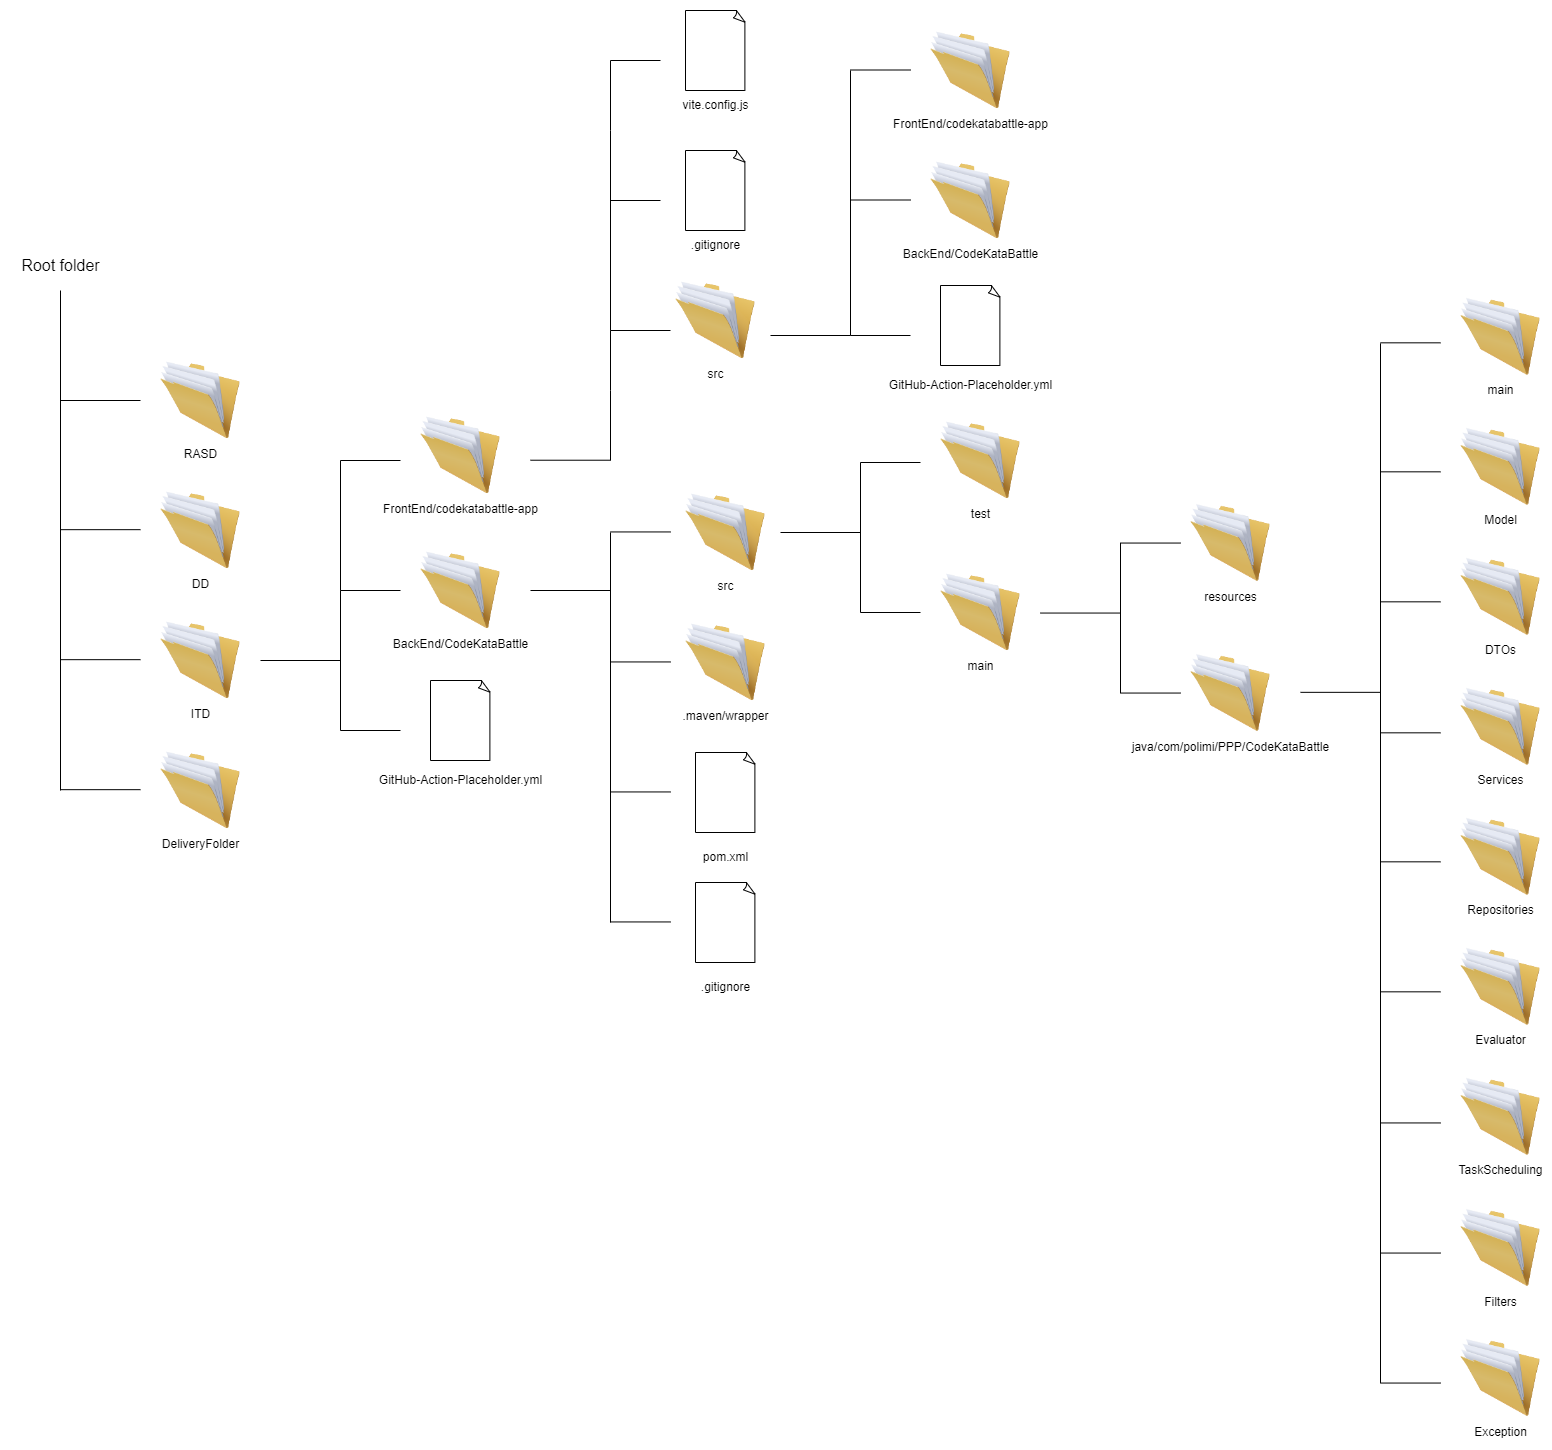 vite.config.js
FrontEnd/codekatabattle-app
.gitignore
BackEnd/CodeKataBattle
Root folder
src
GitHub-Action-Placeholder.yml
main
RASD
FrontEnd/codekatabattle-app
test
Model
DD
src
resources
BackEnd/CodeKataBattle
DTOs
main
ITD
.maven/wrapper
java/com/polimi/PPP/CodeKataBattle
GitHub-Action-Placeholder.yml
Services
DeliveryFolder
pom.xml
Repositories
.gitignore
Evaluator
TaskScheduling
Filters
Exception